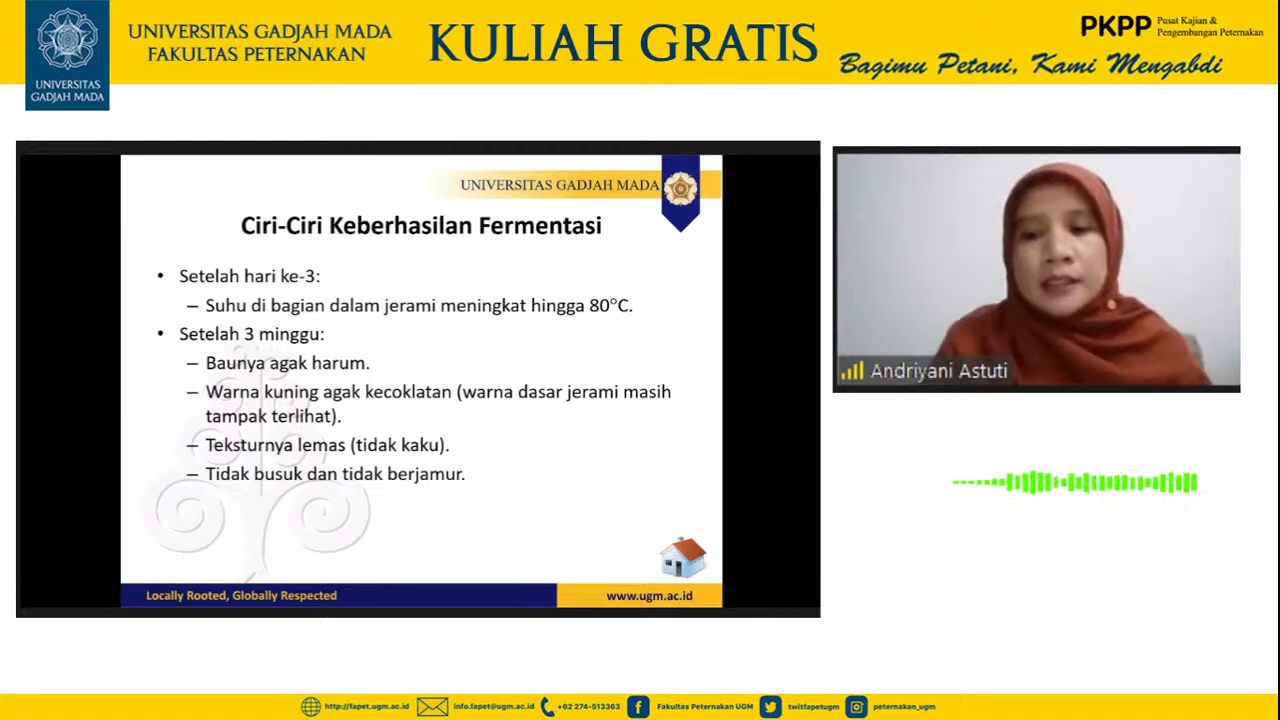 UNIVERSITAS GADJAH MADA
UNIVERSITAS GADJAH MADA
FAKULTAS PETERNAKAN
KULIAH GRATIS
PKPP Pusat Kajian & Pengembangan Peternakan
Bagimu Petani, Kami Mengabdi
UNIVERSITAS GADJAH MADA
Ciri-Ciri Keberhasilan Fermentasi
• Setelah hari ke-3:
– Suhu di bagian dalam jerami meningkat hingga 80°C.
• Setelah 3 minggu:
– Baunya agak harum.
– Warna kuning agak kecoklatan (warna dasar jerami masih
tampak terlihat).
– Teksturnya lemas (tidak kaku).
– Tidak busuk dan tidak berjamur.
Locally Rooted, Globally Respected
www.ugm.ac.id
Andriyani Astuti
http://fapet.ugm.ac.id info.fapet@ugm.ac.id +62 274-513363 Fakultas Peternakan UGM twitfapetugm peternakan_ugm